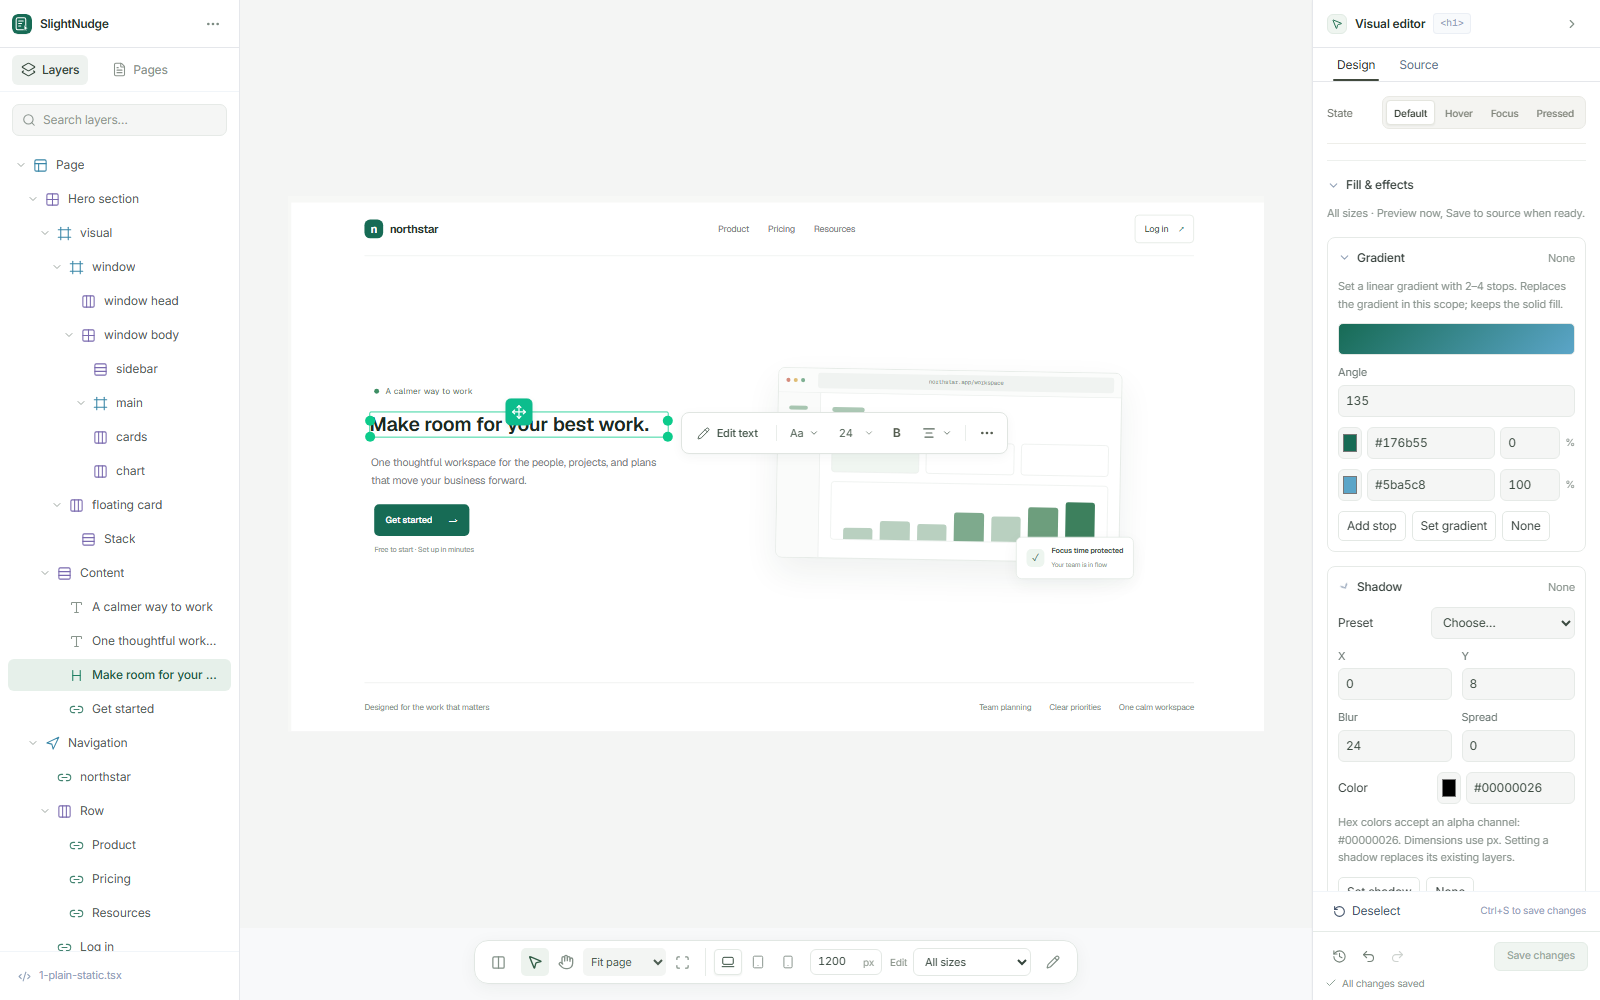 SlightNudge
Layers
Pages
Search layers...
Page
Hero section
visual
window
window head
window body
sidebar
main
cards
chart
floating card
Stack
Content
A calmer way to work
One thoughtful work...
Make room for your ...
Get started
Navigation
northstar
Row
Product
Pricing
Resources
Log in
1-plain-static.tsx
n northstar
Product Pricing Resources
Log in
A calmer way to work
Make room for your best work.
One thoughtful workspace for the people, projects, and plans
that move your business forward.
Get started
Free to start · Set up in minutes
northstar.app/workspace
Edit text Aa 24 B
Focus time protected
Your team is in flow
Designed for the work that matters
Team planning Clear priorities One calm workspace
Fit page
1200 px
Edit All sizes
Visual editor <h1>
Design Source
State Default Hover Focus Pressed
Fill & effects
All sizes · Preview now, Save to source when ready.
Gradient None
Set a linear gradient with 2–4 stops. Replaces
the gradient in this scope; keeps the solid fill.
Angle
135
#176b55 0 %
#5ba5c8 100 %
Add stop Set gradient None
Shadow None
Preset Choose...
X Y
0 8
Blur Spread
24 0
Color #00000026
Hex colors accept an alpha channel:
#00000026. Dimensions use px. Setting a
shadow replaces its existing layers.
Set shadow None
Deselect Ctrl+S to save changes
Save changes
All changes saved